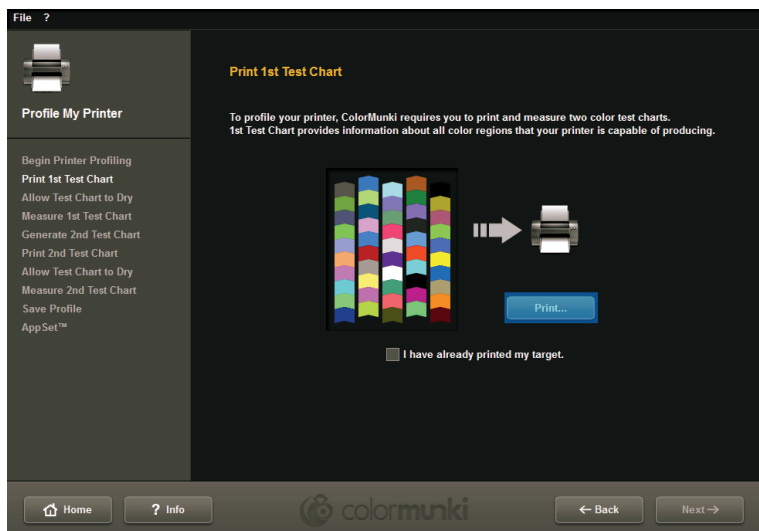 File ?
Profile My Printer
Begin Printer Profiling
Print 1st Test Chart
Allow Test Chart to Dry
Measure 1st Test Chart
Generate 2nd Test Chart
Print 2nd Test Chart
Allow Test Chart to Dry
Measure 2nd Test Chart
Save Profile
AppSet™
Print 1st Test Chart
To profile your printer, ColorMunki requires you to print and measure two color test charts.
1st Test Chart provides information about all color regions that your printer is capable of producing.
Print...
I have already printed my target.
Home
? Info
colormunki
← Back
Next →